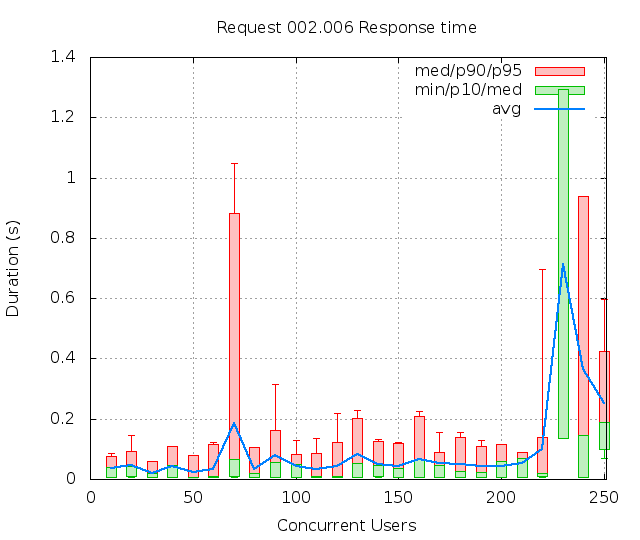 Request 002.006 Response time
med/p90/p95
min/p10/med
avg
Duration (s)
1.4
1.2
1
0.8
0.6
0.4
0.2
0
0 50 100 150 200 250
Concurrent Users